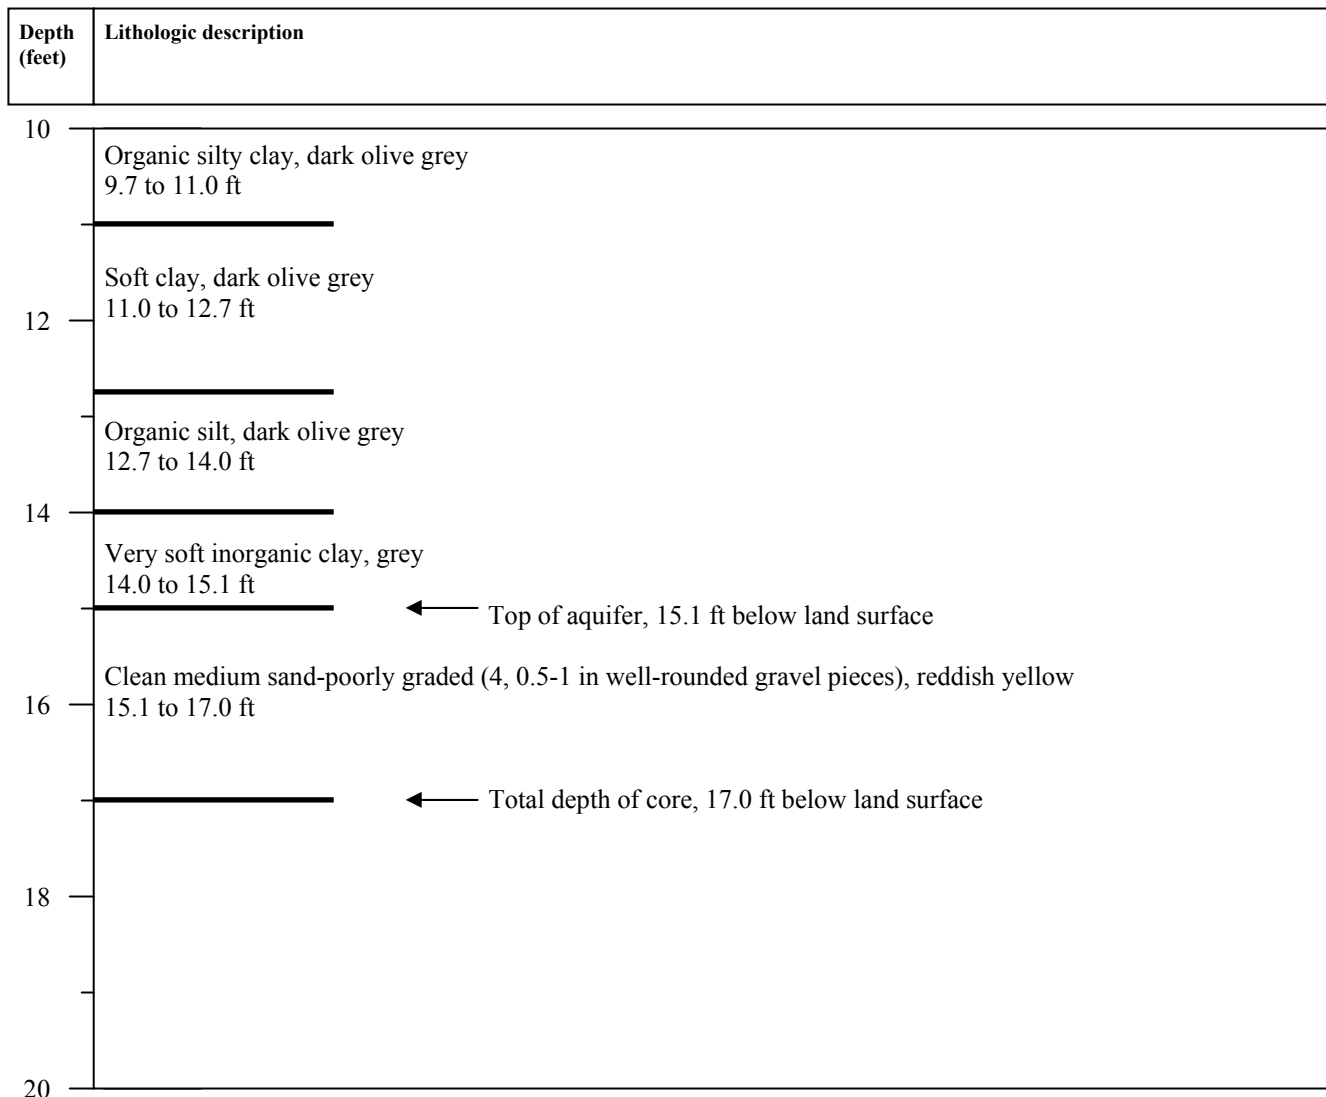 Depth
(feet)
Lithologic description
10
Organic silty clay, dark olive grey
9.7 to 11.0 ft
Soft clay, dark olive grey
11.0 to 12.7 ft
12
Organic silt, dark olive grey
12.7 to 14.0 ft
14
Very soft inorganic clay, grey
14.0 to 15.1 ft
Top of aquifer, 15.1 ft below land surface
Clean medium sand-poorly graded (4, 0.5-1 in well-rounded gravel pieces), reddish yellow
15.1 to 17.0 ft
16
Total depth of core, 17.0 ft below land surface
18
20